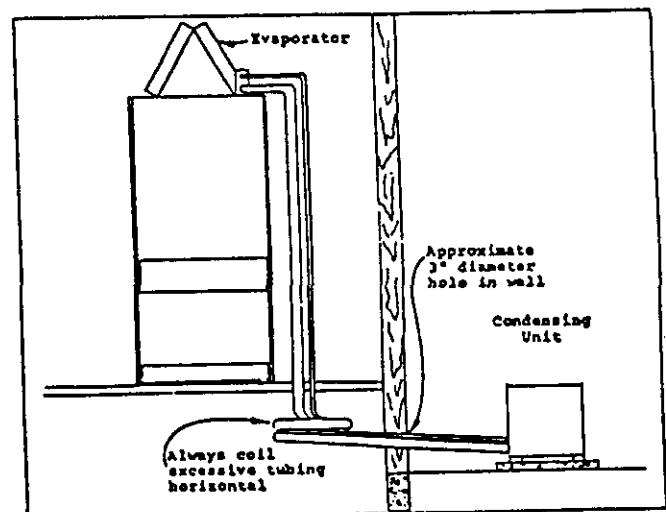 Evaporator
Approximate
3" diameter
hole in wall
Condensing
Unit
Always coil
excessive tubing
horizontal